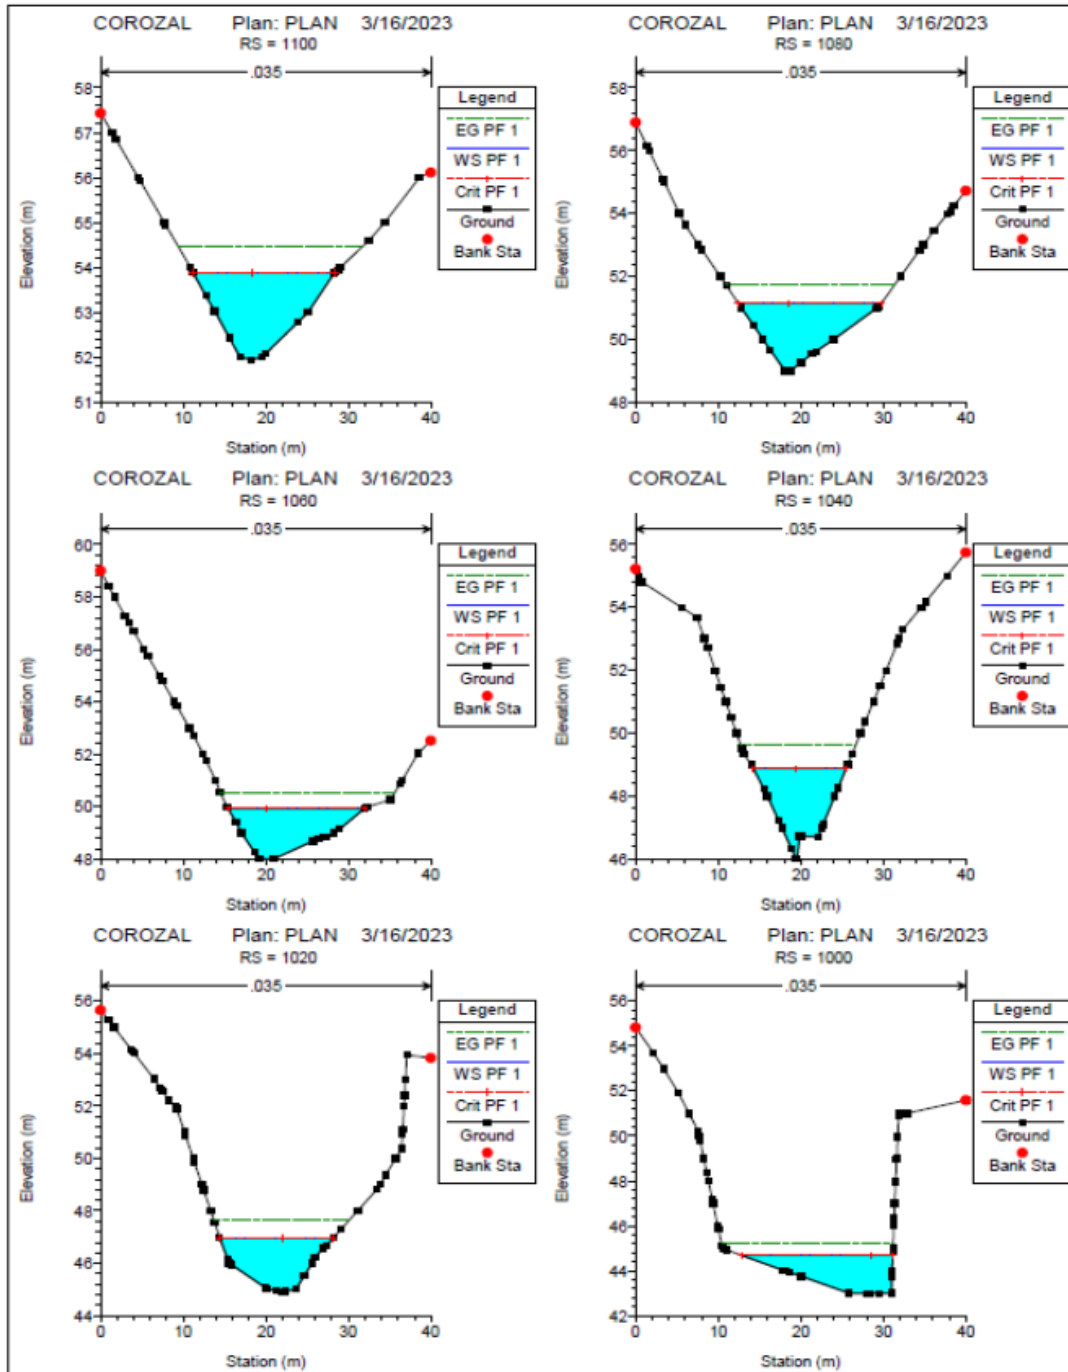 COROZAL Plan: PLAN 3/16/2023
RS = 1100
.035
58
57
56
55
54
53
52
51
Elevation (m)
0 10 20 30 40
Station (m)
Legend
EG PF 1
WS PF 1
Crit PF 1
Ground
Bank Sta
COROZAL Plan: PLAN 3/16/2023
RS = 1080
.035
58
56
54
52
50
48
Elevation (m)
0 10 20 30 40
Station (m)
Legend
EG PF 1
WS PF 1
Crit PF 1
Ground
Bank Sta
COROZAL Plan: PLAN 3/16/2023
RS = 1060
.035
60
58
56
54
52
50
48
Elevation (m)
0 10 20 30 40
Station (m)
Legend
EG PF 1
WS PF 1
Crit PF 1
Ground
Bank Sta
COROZAL Plan: PLAN 3/16/2023
RS = 1040
.035
56
54
52
50
48
46
Elevation (m)
0 10 20 30 40
Station (m)
Legend
EG PF 1
WS PF 1
Crit PF 1
Ground
Bank Sta
COROZAL Plan: PLAN 3/16/2023
RS = 1020
.035
56
54
52
50
48
46
44
Elevation (m)
0 10 20 30 40
Station (m)
Legend
EG PF 1
WS PF 1
Crit PF 1
Ground
Bank Sta
COROZAL Plan: PLAN 3/16/2023
RS = 1000
.035
56
54
52
50
48
46
44
42
Elevation (m)
0 10 20 30 40
Station (m)
Legend
EG PF 1
WS PF 1
Crit PF 1
Ground
Bank Sta